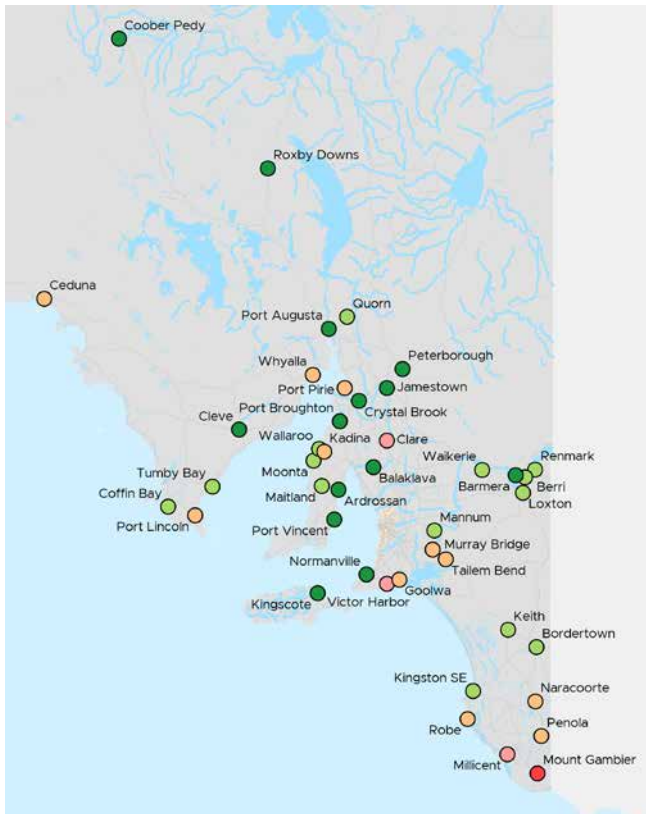 Coober Pedy
Roxby Downs
Ceduna
Quorn
Port Augusta
Peterborough
Whyalla
Port Pirie
Jamestown
Port Broughton
Crystal Brook
Cleve
Wallaroo
Kadina
Clare
Waikerie
Renmark
Moonta
Balaklava
Tumby Bay
Barmera
Berri
Coffin Bay
Maitland
Ardrossan
Loxton
Port Lincoln
Port Vincent
Mannum
Murray Bridge
Normanville
Tailem Bend
Goolwa
Kingscote
Victor Harbor
Keith
Bordertown
Kingston SE
Naracoorte
Robe
Penola
Millicent
Mount Gambier